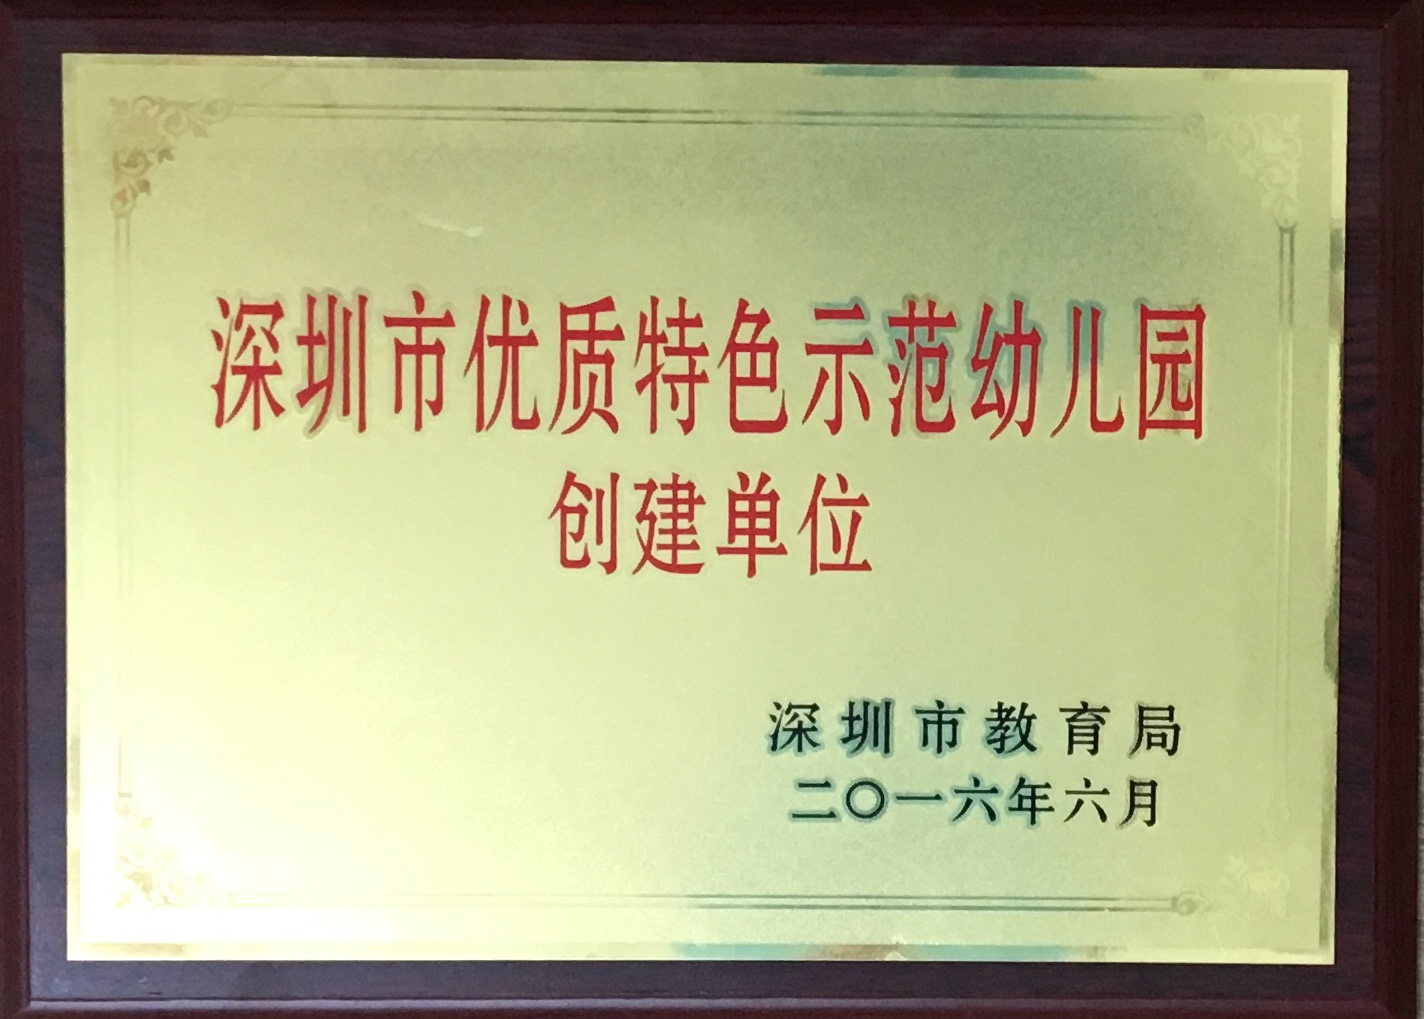 深圳市优质特色示范幼儿园
创建单位
深圳市教育局
二〇一六年六月